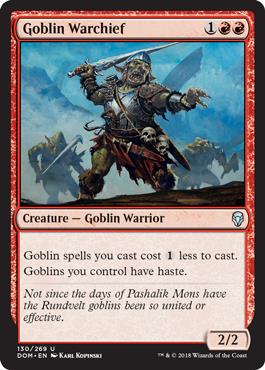 Goblin Warchief 1
Creature — Goblin Warrior
Goblin spells you cast cost 1 less to cast.
Goblins you control have haste.
Not since the days of Pashalik Mons have
the Rundvelt goblins been so united or
effective.
2/2
130/269 U
DOM • EN Karl Kopinski
™ & © 2018 Wizards of the Coast